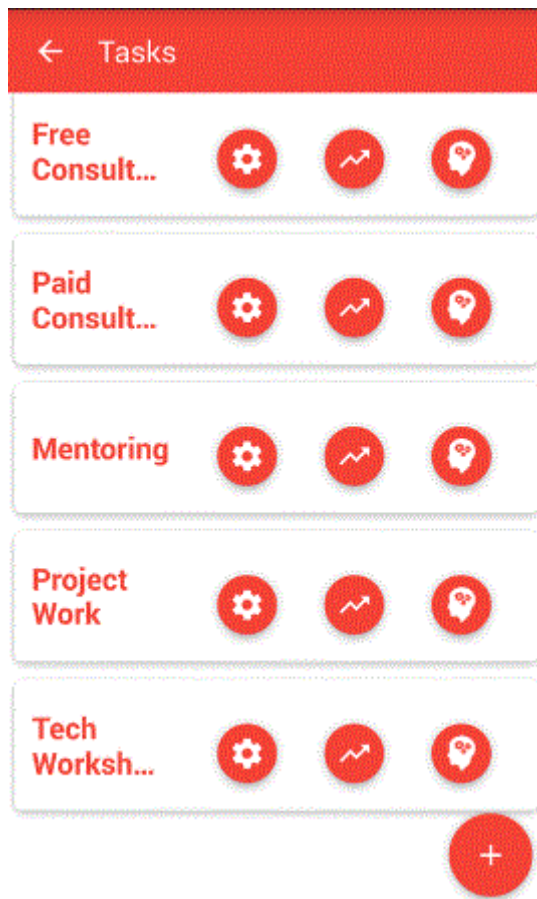 Tasks
Free
Consult...
Paid
Consult...
Mentoring
Project
Work
Tech
Worksh...